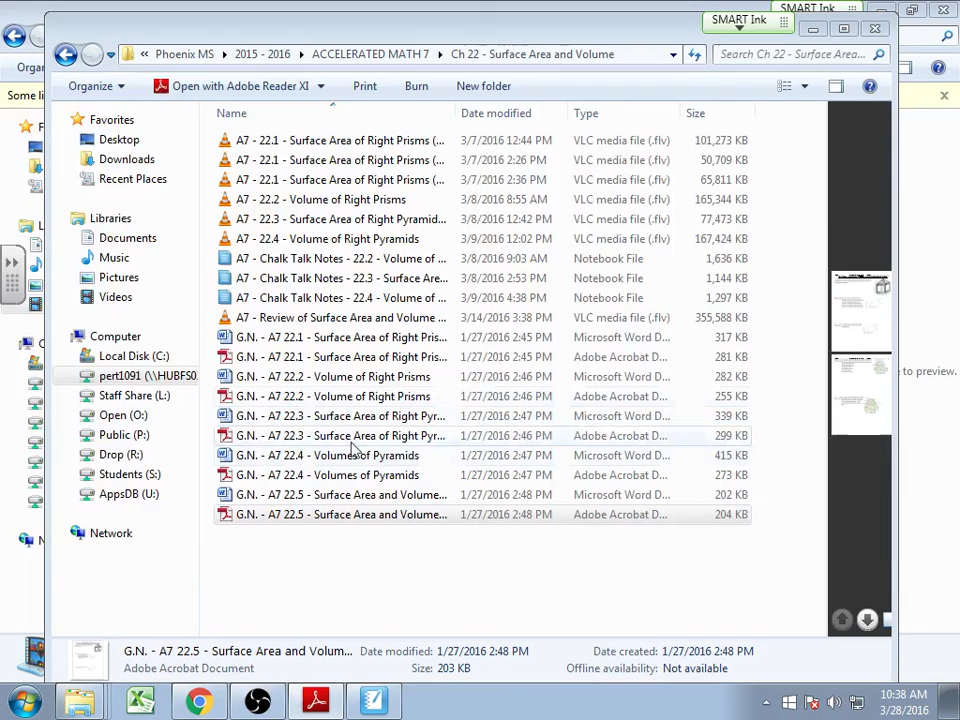 SMART Ink
SMART Ink
« Phoenix MS ▸ 2015 - 2016 ▸ ACCELERATED MATH 7 ▸ Ch 22 - Surface Area and Volume
Search Ch 22 - Surface Area...
Organize Open with Adobe Reader XI Print Burn New folder
Some li
Name Date modified Type Size
Favorites
Desktop
Downloads
Recent Places
Libraries
Documents
Music
Pictures
Videos
Computer
Local Disk (C:)
pert1091 (\\HUBFS0
Staff Share (L:)
Open (O:)
Public (P:)
Drop (R:)
Students (S:)
AppsDB (U:)
Network
A7 - 22.1 - Surface Area of Right Prisms (... 3/7/2016 12:44 PM VLC media file (.flv) 101,273 KB
A7 - 22.1 - Surface Area of Right Prisms (... 3/7/2016 2:26 PM VLC media file (.flv) 50,709 KB
A7 - 22.1 - Surface Area of Right Prisms (... 3/7/2016 2:36 PM VLC media file (.flv) 65,811 KB
A7 - 22.2 - Volume of Right Prisms 3/8/2016 8:55 AM VLC media file (.flv) 165,344 KB
A7 - 22.3 - Surface Area of Right Pyramid... 3/8/2016 12:42 PM VLC media file (.flv) 77,473 KB
A7 - 22.4 - Volume of Right Pyramids 3/9/2016 12:02 PM VLC media file (.flv) 167,424 KB
A7 - Chalk Talk Notes - 22.2 - Volume of ... 3/8/2016 9:03 AM Notebook File 1,636 KB
A7 - Chalk Talk Notes - 22.3 - Surface Are... 3/8/2016 2:53 PM Notebook File 1,144 KB
A7 - Chalk Talk Notes - 22.4 - Volume of ... 3/9/2016 4:38 PM Notebook File 1,297 KB
A7 - Review of Surface Area and Volume ... 3/14/2016 3:38 PM VLC media file (.flv) 355,588 KB
G.N. - A7 22.1 - Surface Area of Right Pris... 1/27/2016 2:45 PM Microsoft Word D... 317 KB
G.N. - A7 22.1 - Surface Area of Right Pris... 1/27/2016 2:45 PM Adobe Acrobat D... 281 KB
G.N. - A7 22.2 - Volume of Right Prisms 1/27/2016 2:46 PM Microsoft Word D... 282 KB
G.N. - A7 22.2 - Volume of Right Prisms 1/27/2016 2:46 PM Adobe Acrobat D... 255 KB
G.N. - A7 22.3 - Surface Area of Right Pyr... 1/27/2016 2:46 PM Microsoft Word D... 339 KB
G.N. - A7 22.3 - Surface Area of Right Pyr... 1/27/2016 2:46 PM Adobe Acrobat D... 299 KB
G.N. - A7 22.4 - Volumes of Pyramids 1/27/2016 2:47 PM Microsoft Word D... 415 KB
G.N. - A7 22.4 - Volumes of Pyramids 1/27/2016 2:47 PM Adobe Acrobat D... 273 KB
G.N. - A7 22.5 - Surface Area and Volume... 1/27/2016 2:48 PM Microsoft Word D... 202 KB
G.N. - A7 22.5 - Surface Area and Volume... 1/27/2016 2:48 PM Adobe Acrobat D... 204 KB
e to preview.
G.N. - A7 22.5 - Surface Area and Volum... Date modified: 1/27/2016 2:48 PM Date created: 1/27/2016 2:48 PM
Adobe Acrobat Document Size: 203 KB Offline availability: Not available
10:38 AM
3/28/2016